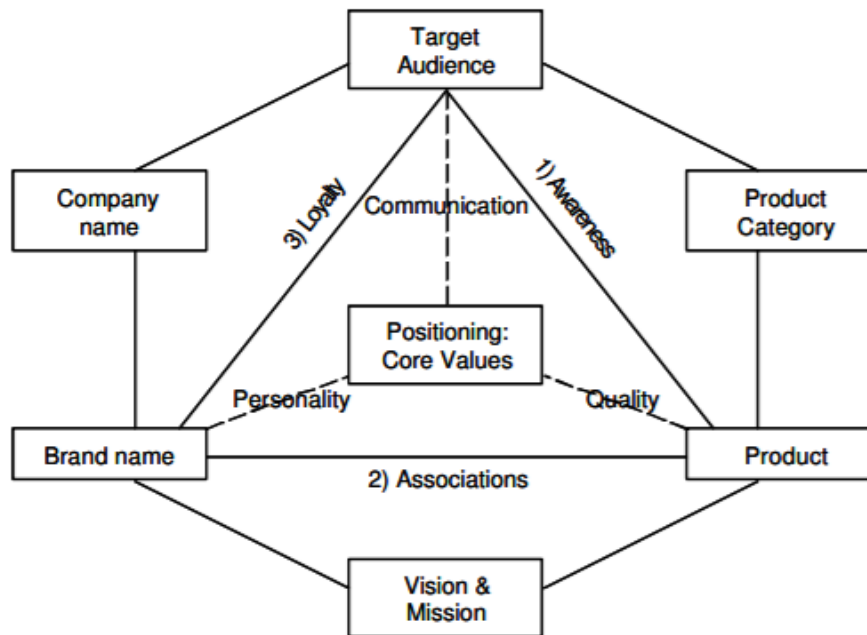 Target
Audience
Company
name
Product
Category
3) Loyalty
Communication
1) Awareness
Positioning:
Core Values
Personality
Quality
Brand name
Product
2) Associations
Vision &
Mission